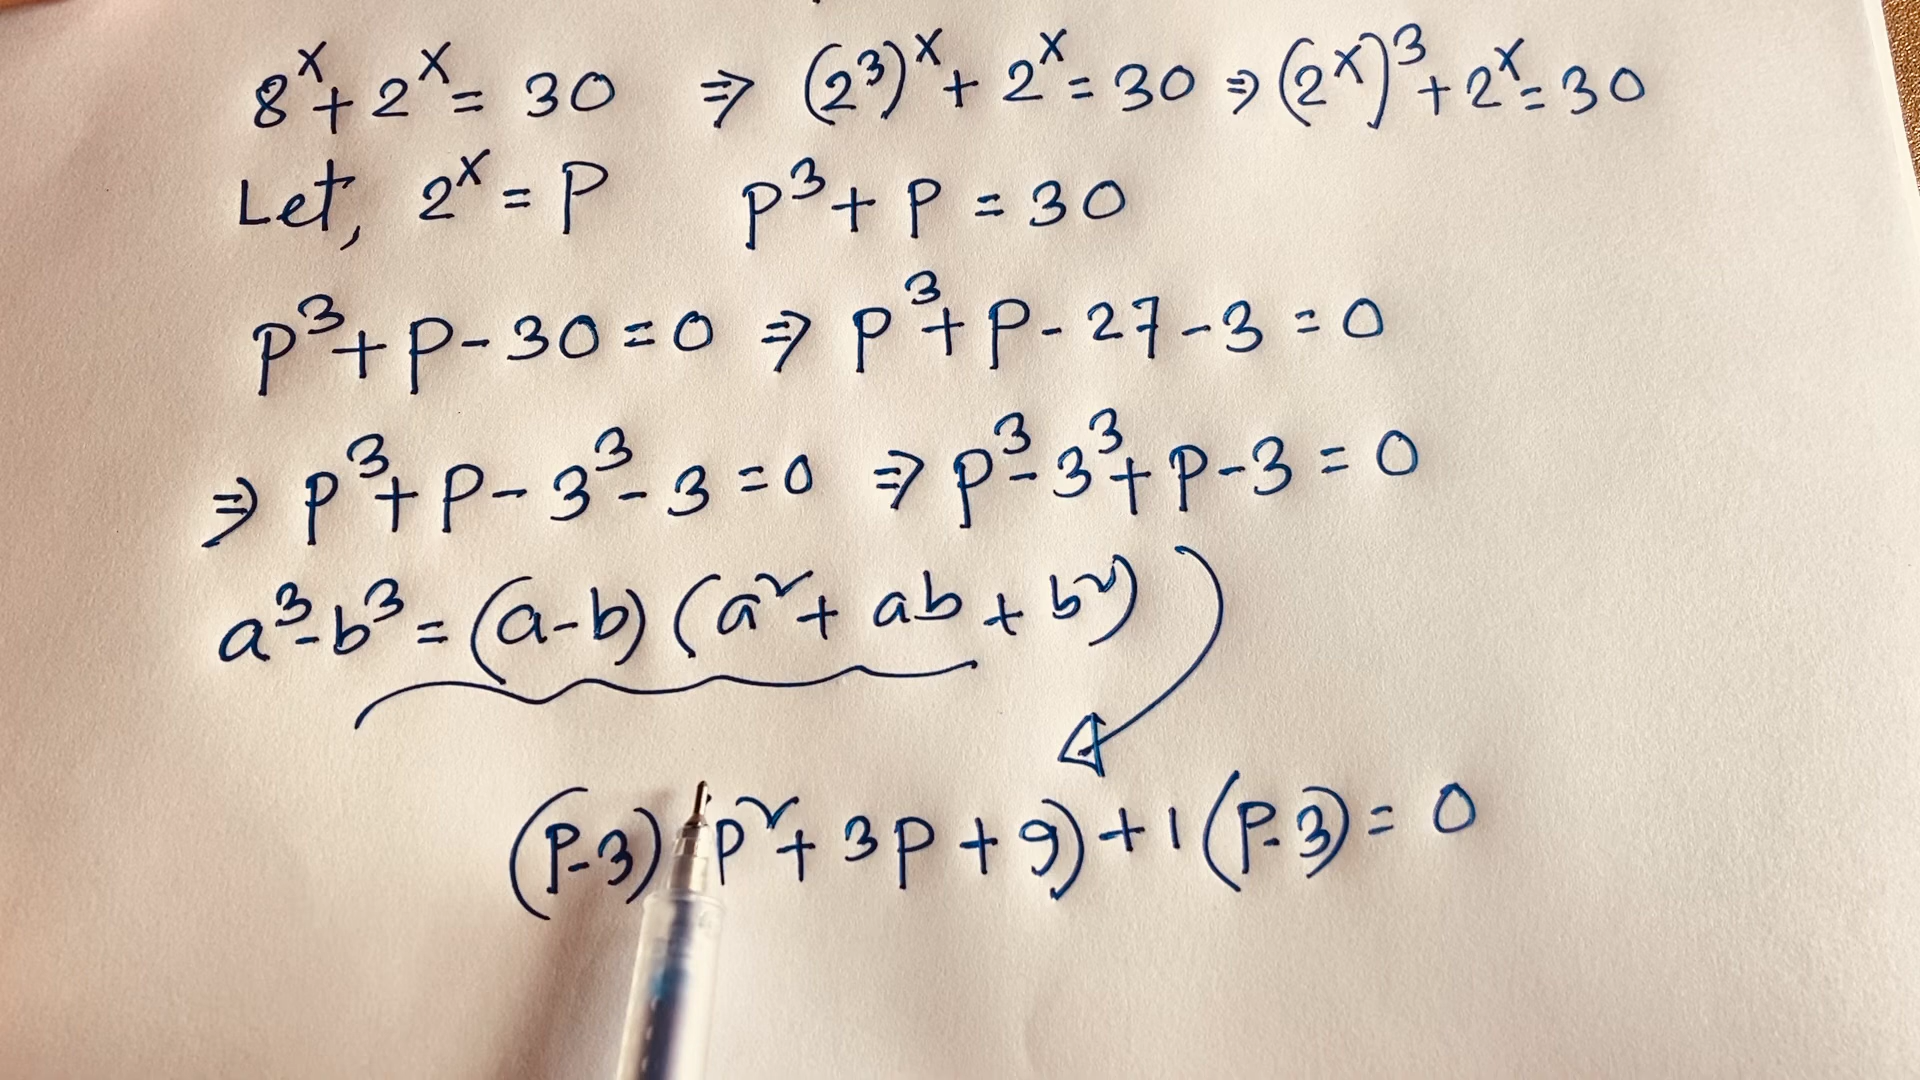 8^x + 2^x = 30 ⇒ (2^3)^x + 2^x = 30 ⇒ (2^x)^3 + 2^x = 30
Let, 2^x = P P^3 + P = 30
P^3 + P - 30 = 0 ⇒ P^3 + P - 27 - 3 = 0
⇒ P^3 + P - 3^3 - 3 = 0 ⇒ P^3 - 3^3 + P - 3 = 0
a^3 - b^3 = (a - b) (a^2 + ab + b^2)
(P - 3) P^2 + 3P + 9) + 1 (P - 3) = 0